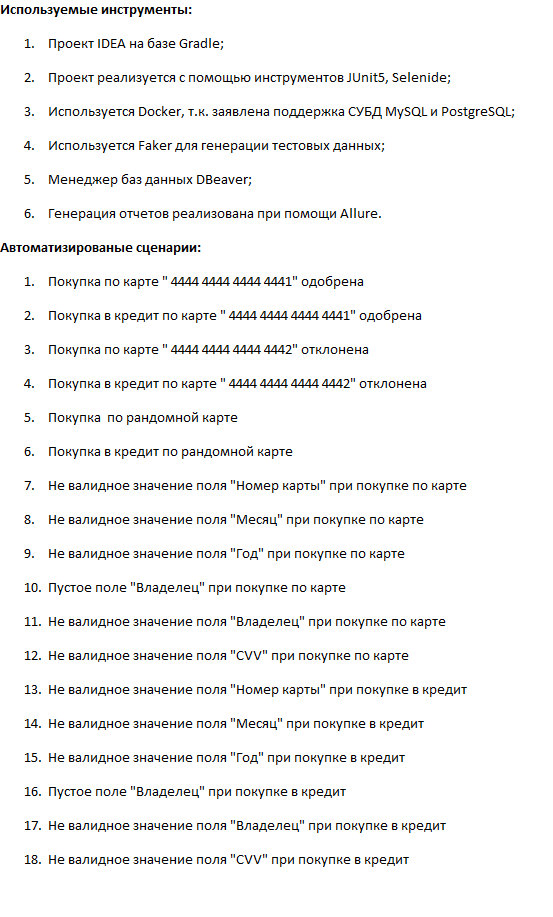 Используемые инструменты:
1. Проект IDEA на базе Gradle;
2. Проект реализуется с помощью инструментов JUnit5, Selenide;
3. Используется Docker, т.к. заявлена поддержка СУБД MySQL и PostgreSQL;
4. Используется Faker для генерации тестовых данных;
5. Менеджер баз данных DBeaver;
6. Генерация отчетов реализована при помощи Allure.
Автоматизированые сценарии:
1. Покупка по карте " 4444 4444 4444 4441" одобрена
2. Покупка в кредит по карте " 4444 4444 4444 4441" одобрена
3. Покупка по карте " 4444 4444 4444 4442" отклонена
4. Покупка в кредит по карте " 4444 4444 4444 4442" отклонена
5. Покупка  по рандомной карте
6. Покупка в кредит по рандомной карте
7. Не валидное значение поля "Номер карты" при покупке по карте
8. Не валидное значение поля "Месяц" при покупке по карте
9. Не валидное значение поля "Год" при покупке по карте
10. Пустое поле "Владелец" при покупке по карте
11. Не валидное значение поля "Владелец" при покупке по карте
12. Не валидное значение поля "CVV" при покупке по карте
13. Не валидное значение поля "Номер карты" при покупке в кредит
14. Не валидное значение поля "Месяц" при покупке в кредит
15. Не валидное значение поля "Год" при покупке в кредит
16. Пустое поле "Владелец" при покупке в кредит
17. Не валидное значение поля "Владелец" при покупке в кредит
18. Не валидное значение поля "CVV" при покупке в кредит